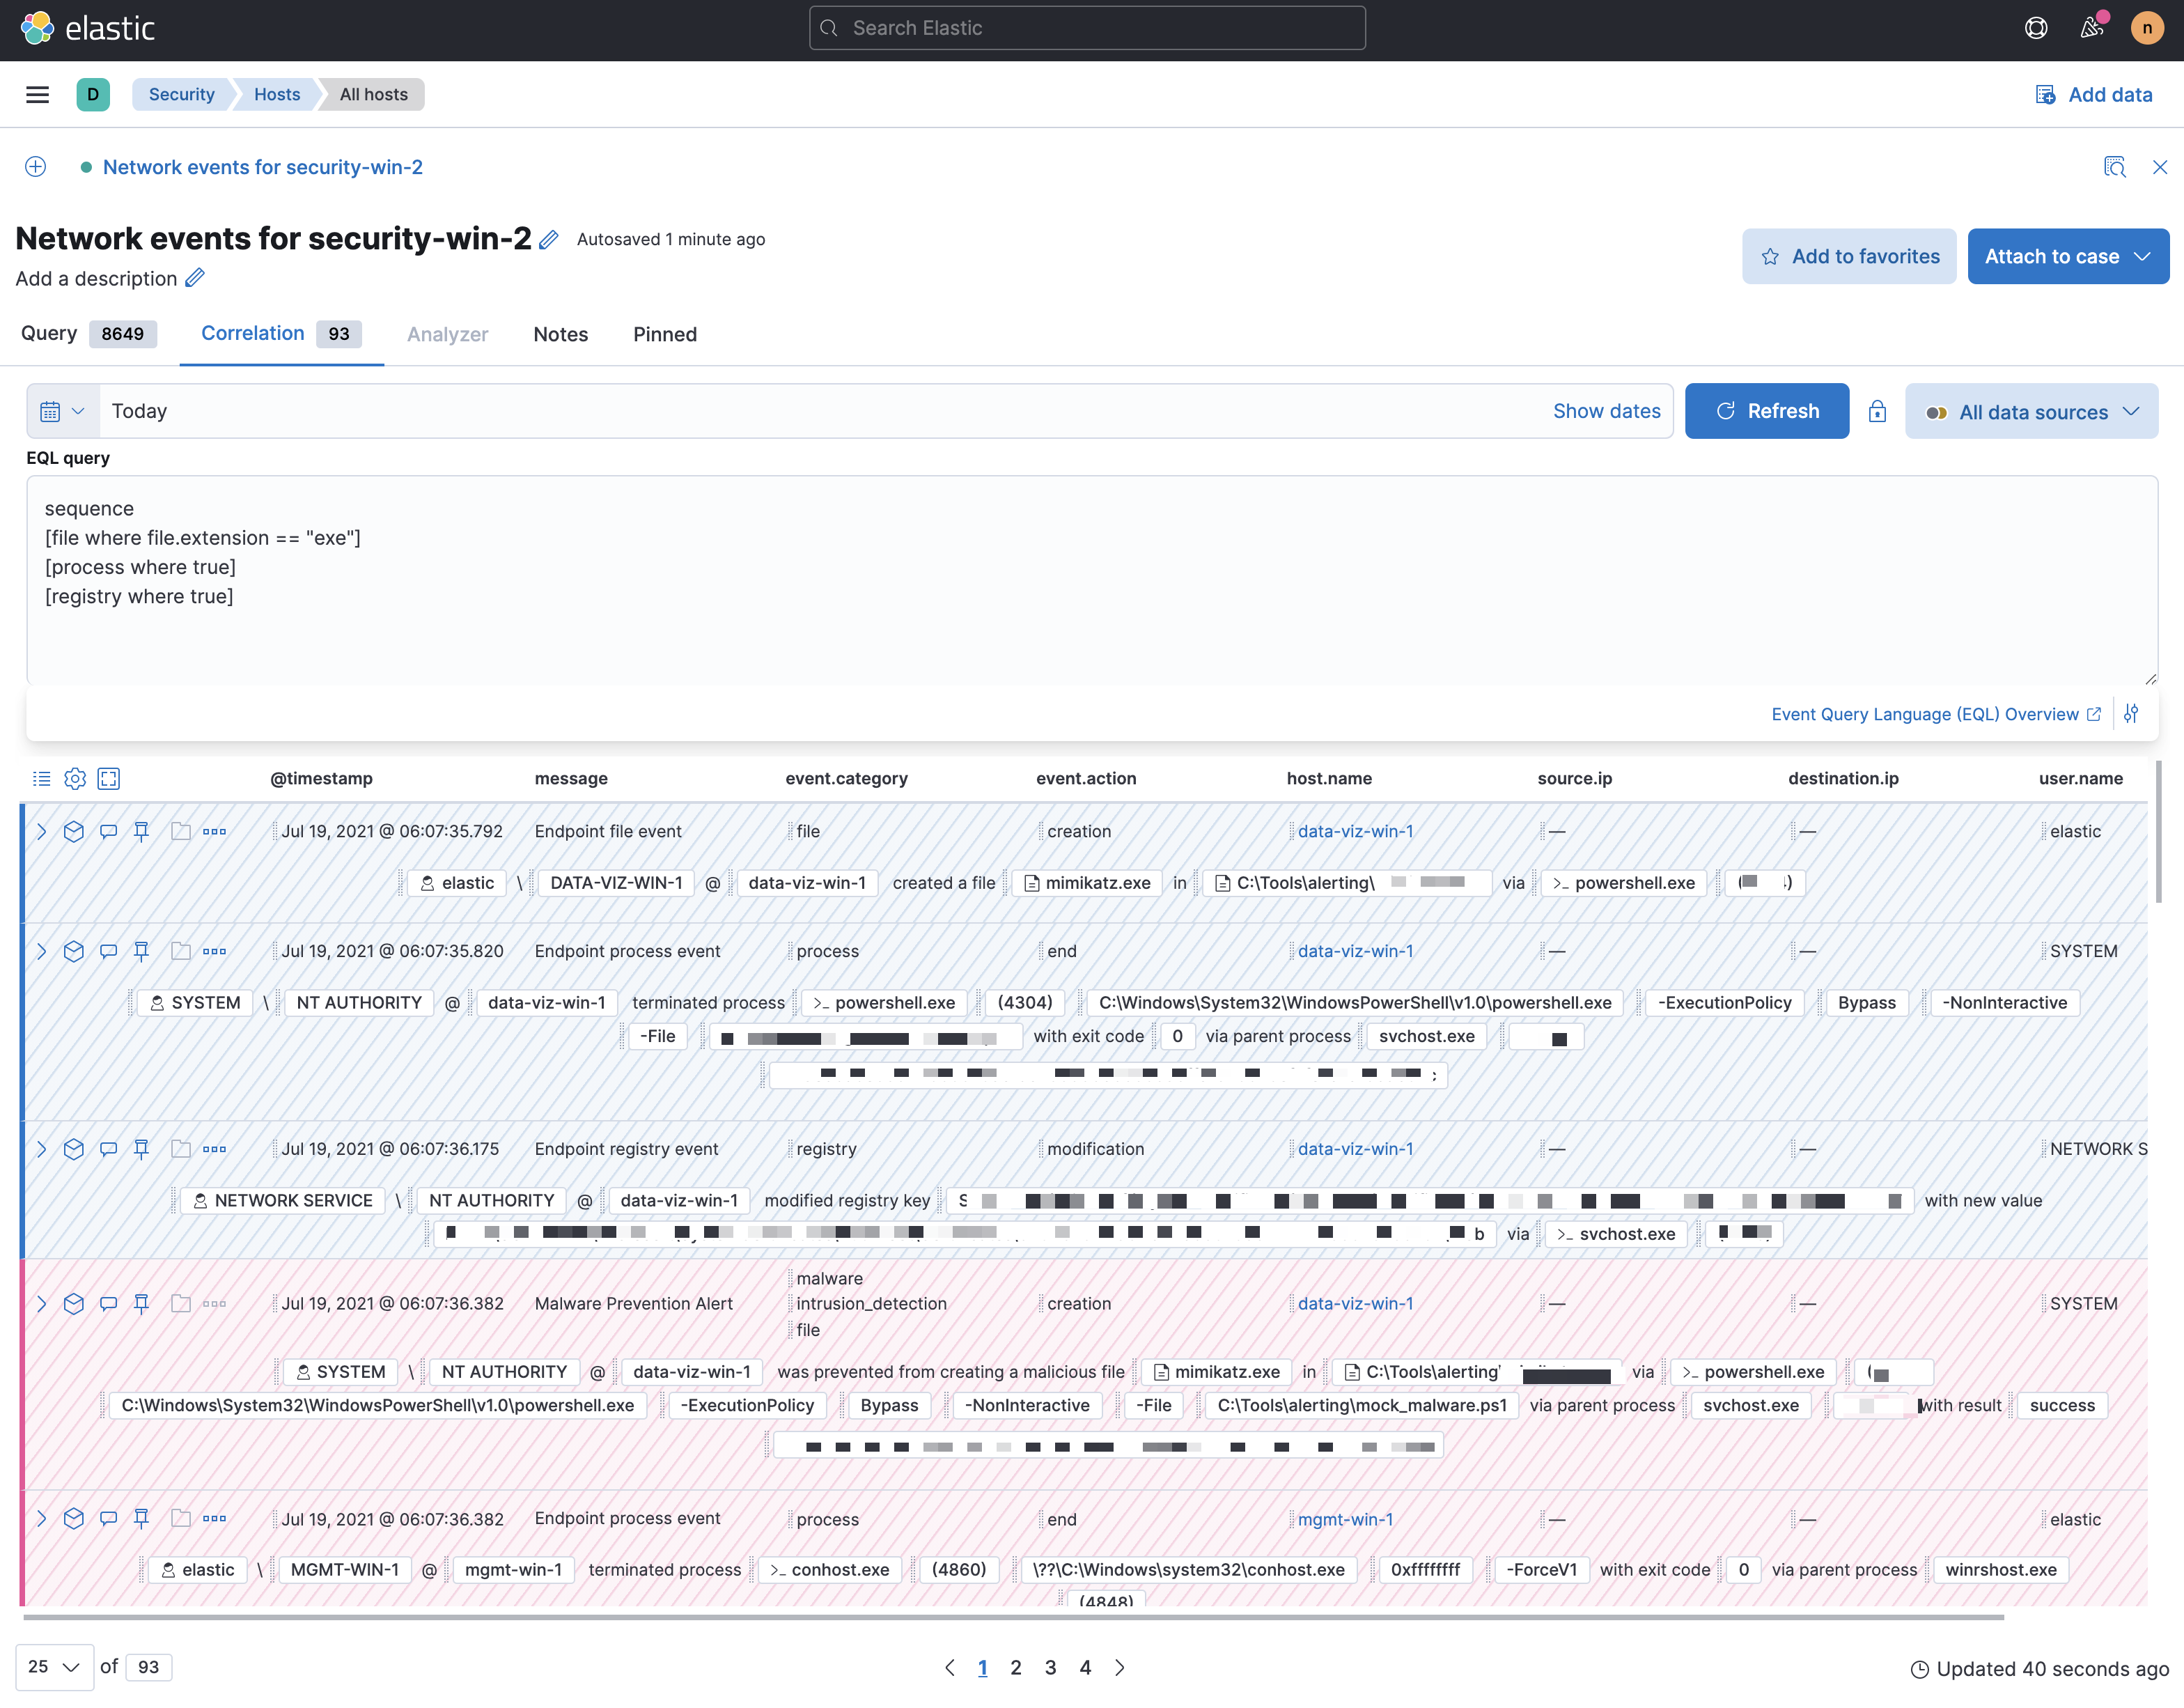 elastic
Search Elastic
n
D Security Hosts All hosts
Add data
Network events for security-win-2
Network events for security-win-2 Autosaved 1 minute ago
Add a description
Add to favorites Attach to case
Query 8649 Correlation 93 Analyzer Notes Pinned
Today Show dates Refresh All data sources
EQL query
sequence
[file where file.extension == "exe"]
[process where true]
[registry where true]
Event Query Language (EQL) Overview
@timestamp message event.category event.action host.name source.ip destination.ip user.name
Jul 19, 2021 @ 06:07:35.792 Endpoint file event file creation data-viz-win-1 — — elastic
elastic \ DATA-VIZ-WIN-1 @ data-viz-win-1 created a file mimikatz.exe in C:\Tools\alerting\ via >_ powershell.exe
Jul 19, 2021 @ 06:07:35.820 Endpoint process event process end data-viz-win-1 — — SYSTEM
SYSTEM \ NT AUTHORITY @ data-viz-win-1 terminated process >_ powershell.exe (4304) C:\Windows\System32\WindowsPowerShell\v1.0\powershell.exe -ExecutionPolicy Bypass -NonInteractive
-File with exit code 0 via parent process svchost.exe
Jul 19, 2021 @ 06:07:36.175 Endpoint registry event registry modification data-viz-win-1 — — NETWORK S
NETWORK SERVICE \ NT AUTHORITY @ data-viz-win-1 modified registry key S with new value
b via >_ svchost.exe
malware
Jul 19, 2021 @ 06:07:36.382 Malware Prevention Alert intrusion_detection creation data-viz-win-1 — — SYSTEM
file
SYSTEM \ NT AUTHORITY @ data-viz-win-1 was prevented from creating a malicious file mimikatz.exe in C:\Tools\alerting\ via >_ powershell.exe
C:\Windows\System32\WindowsPowerShell\v1.0\powershell.exe -ExecutionPolicy Bypass -NonInteractive -File C:\Tools\alerting\mock_malware.ps1 via parent process svchost.exe with result success
Jul 19, 2021 @ 06:07:36.382 Endpoint process event process end mgmt-win-1 — — elastic
elastic \ MGMT-WIN-1 @ mgmt-win-1 terminated process >_ conhost.exe (4860) \??\C:\Windows\system32\conhost.exe 0xffffffff -ForceV1 with exit code 0 via parent process winrshost.exe
(4848)
25 of 93 1 2 3 4 Updated 40 seconds ago